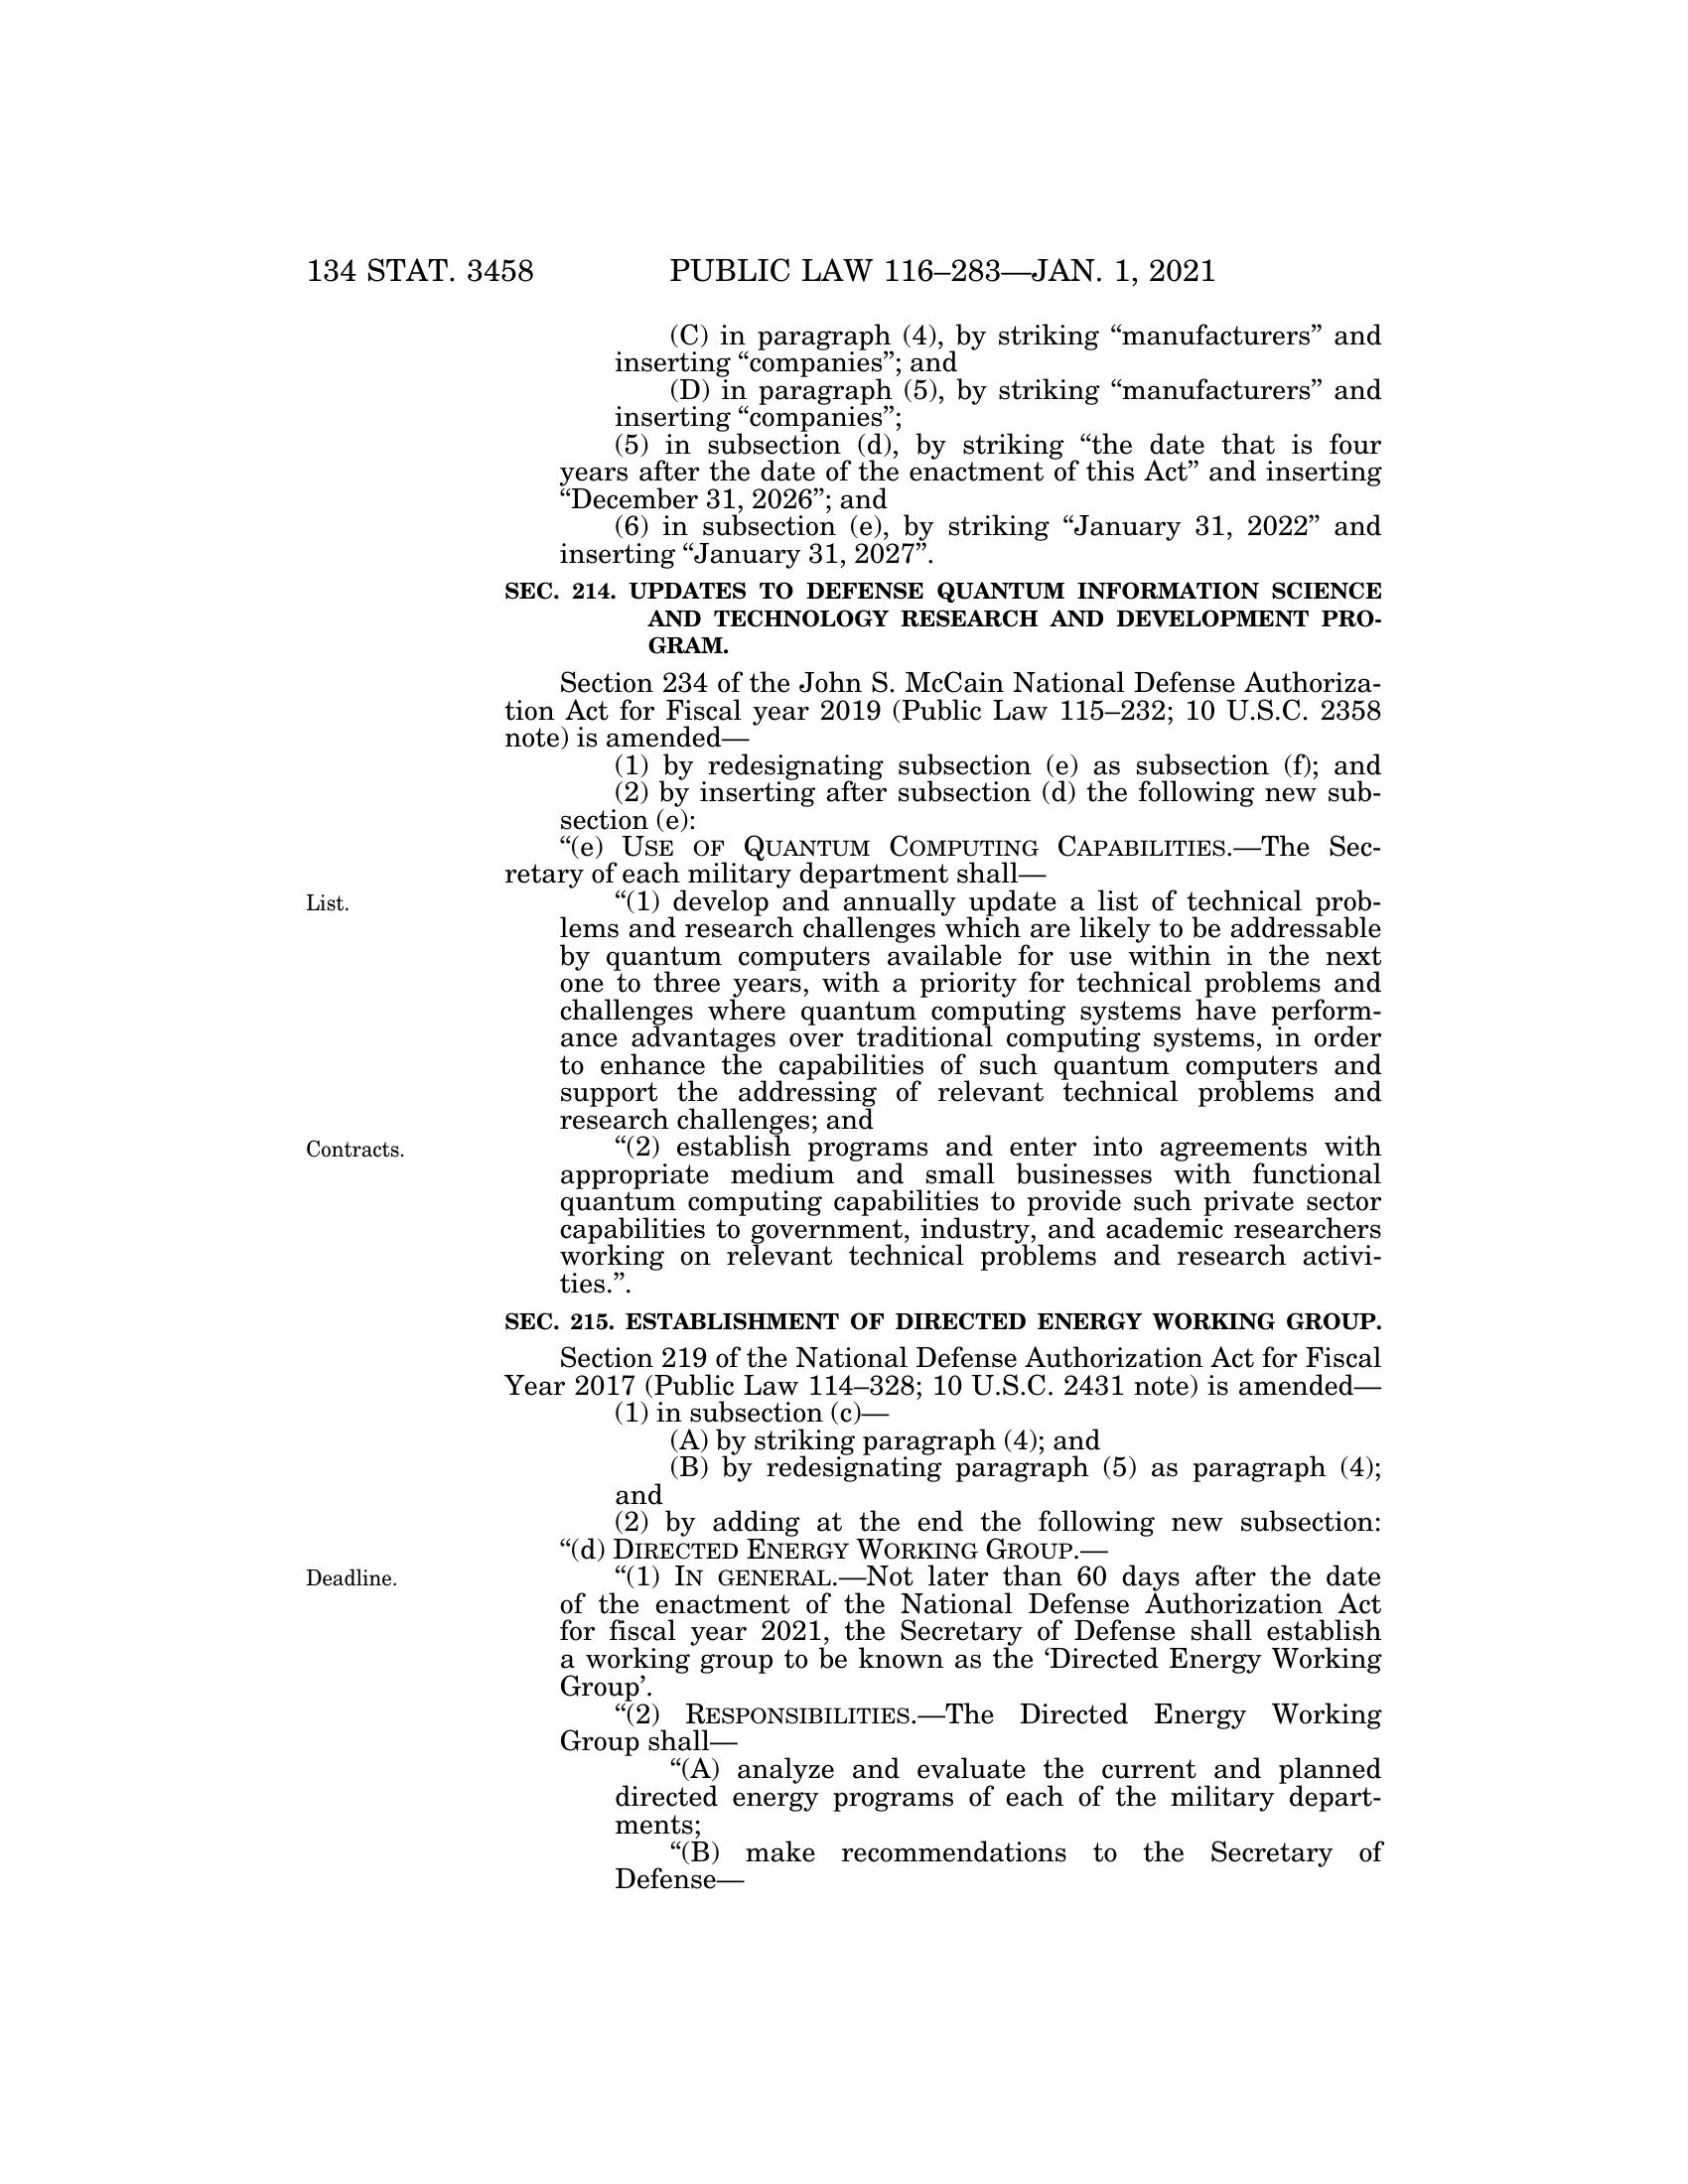 134 STAT. 3458 PUBLIC LAW 116–283—JAN. 1, 2021
(C) in paragraph (4), by striking “manufacturers” and
inserting “companies”; and
(D) in paragraph (5), by striking “manufacturers” and
inserting “companies”;
(5) in subsection (d), by striking “the date that is four
years after the date of the enactment of this Act” and inserting
“December 31, 2026”; and
(6) in subsection (e), by striking “January 31, 2022” and
inserting “January 31, 2027”.
SEC. 214. UPDATES TO DEFENSE QUANTUM INFORMATION SCIENCE
AND TECHNOLOGY RESEARCH AND DEVELOPMENT PRO-
GRAM.
Section 234 of the John S. McCain National Defense Authoriza-
tion Act for Fiscal year 2019 (Public Law 115–232; 10 U.S.C. 2358
note) is amended—
(1) by redesignating subsection (e) as subsection (f); and
(2) by inserting after subsection (d) the following new sub-
section (e):
“(e) USE OF QUANTUM COMPUTING CAPABILITIES.—The Sec-
retary of each military department shall—
List.
“(1) develop and annually update a list of technical prob-
lems and research challenges which are likely to be addressable
by quantum computers available for use within in the next
one to three years, with a priority for technical problems and
challenges where quantum computing systems have perform-
ance advantages over traditional computing systems, in order
to enhance the capabilities of such quantum computers and
support the addressing of relevant technical problems and
research challenges; and
Contracts.
“(2) establish programs and enter into agreements with
appropriate medium and small businesses with functional
quantum computing capabilities to provide such private sector
capabilities to government, industry, and academic researchers
working on relevant technical problems and research activi-
ties.”.
SEC. 215. ESTABLISHMENT OF DIRECTED ENERGY WORKING GROUP.
Section 219 of the National Defense Authorization Act for Fiscal
Year 2017 (Public Law 114–328; 10 U.S.C. 2431 note) is amended—
(1) in subsection (c)—
(A) by striking paragraph (4); and
(B) by redesignating paragraph (5) as paragraph (4);
and
(2) by adding at the end the following new subsection:
“(d) DIRECTED ENERGY WORKING GROUP.—
Deadline.
“(1) IN GENERAL.—Not later than 60 days after the date
of the enactment of the National Defense Authorization Act
for fiscal year 2021, the Secretary of Defense shall establish
a working group to be known as the ‘Directed Energy Working
Group’.
“(2) RESPONSIBILITIES.—The Directed Energy Working
Group shall—
“(A) analyze and evaluate the current and planned
directed energy programs of each of the military depart-
ments;
“(B) make recommendations to the Secretary of
Defense—